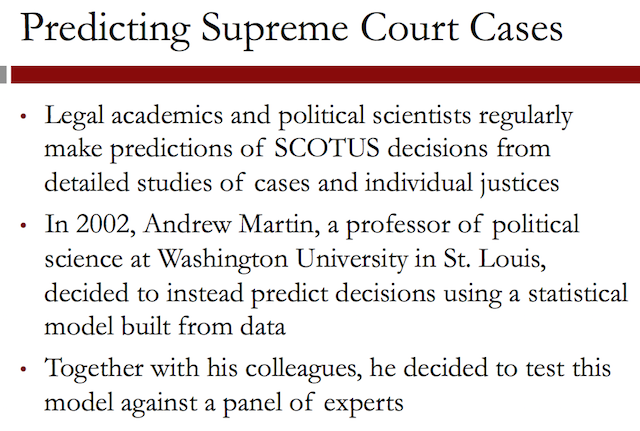 Predicting Supreme Court Cases
• Legal academics and political scientists regularly
make predictions of SCOTUS decisions from
detailed studies of cases and individual justices
• In 2002, Andrew Martin, a professor of political
science at Washington University in St. Louis,
decided to instead predict decisions using a statistical
model built from data
• Together with his colleagues, he decided to test this
model against a panel of experts